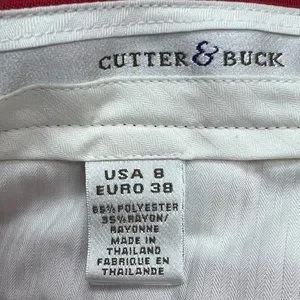 CUTTER & BUCK
USA 8
EURO 38
65% POLYESTER
35% RAYON/
RAYONNE
MADE IN
THAILAND
FABRIQUE EN
THAILANDE